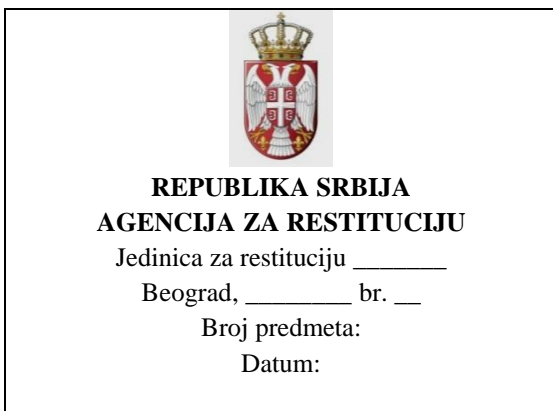 REPUBLIKA SRBIJA
AGENCIJA ZA RESTITUCIJU
Jedinica za restituciju _______
Beograd, ________ br. __
Broj predmeta:
Datum: